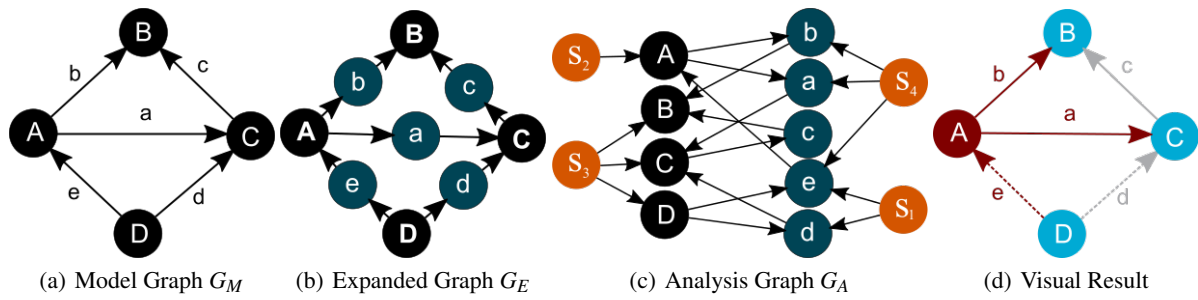 B
b
c
A
a
C
e
d
D
(a) Model Graph G_M
B
b
c
A
a
C
e
d
D
(b) Expanded Graph G_E
S₂
A
b
a
S₄
B
c
S₃
C
e
D
d
S₁
(c) Analysis Graph G_A
B
b
c
A
a
C
e
d
D
(d) Visual Result